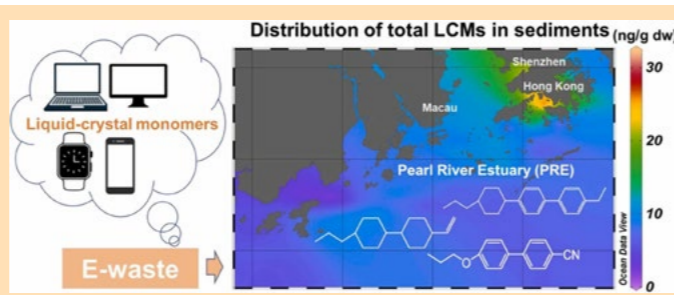 Distribution of total LCMs in sediments (ng/g dw)
Liquid-crystal monomers
E-waste
Shenzhen
Hong Kong
Macau
Pearl River Estuary (PRE)
CN
O
Ocean Data View
30
20
10
0